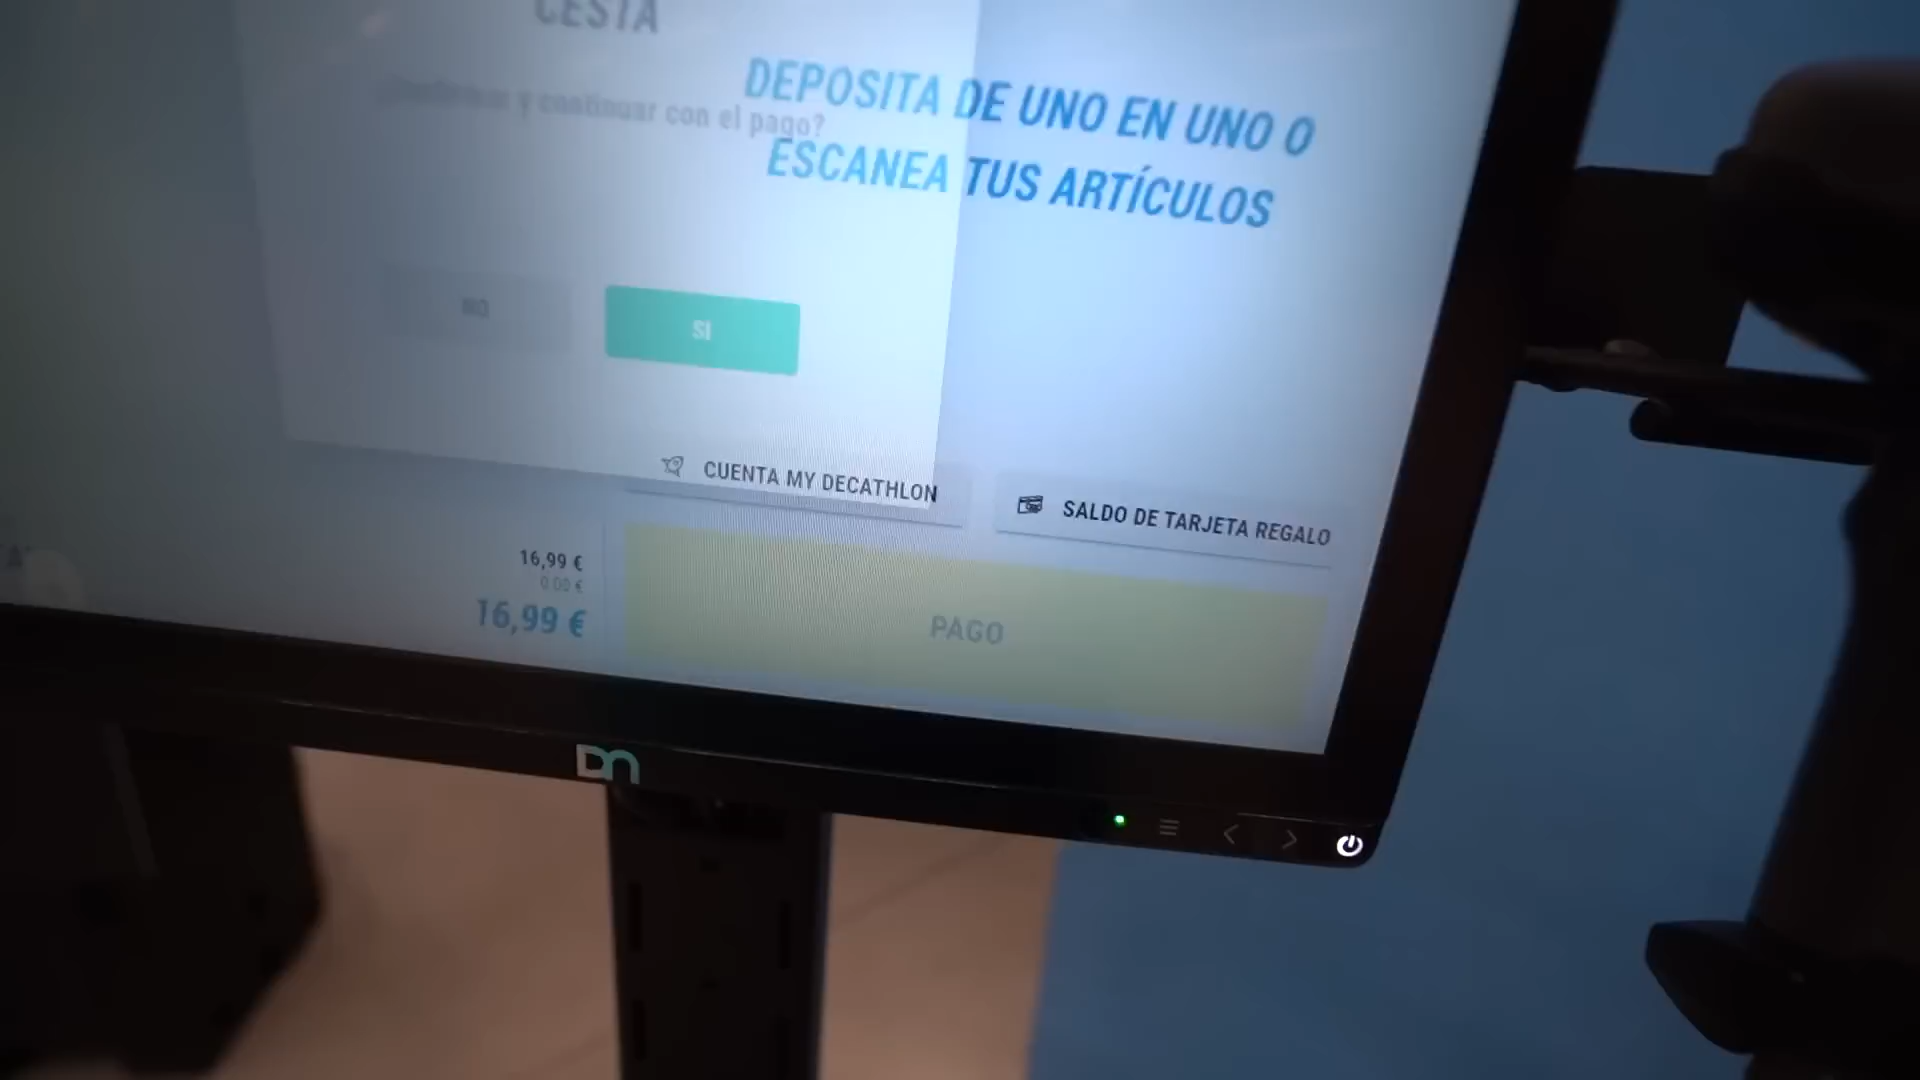 CESTA
y continuar con el pago?
DEPOSITA DE UNO EN UNO O
ESCANEA TUS ARTÍCULOS
NO
SI
CUENTA MY DECATHLON
SALDO DE TARJETA REGALO
16,99 €
0.00 €
16,99 €
PAGO
DN